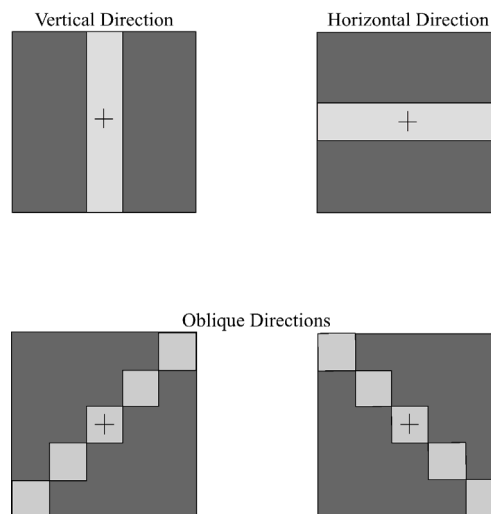 Vertical Direction
Horizontal Direction
Oblique Directions